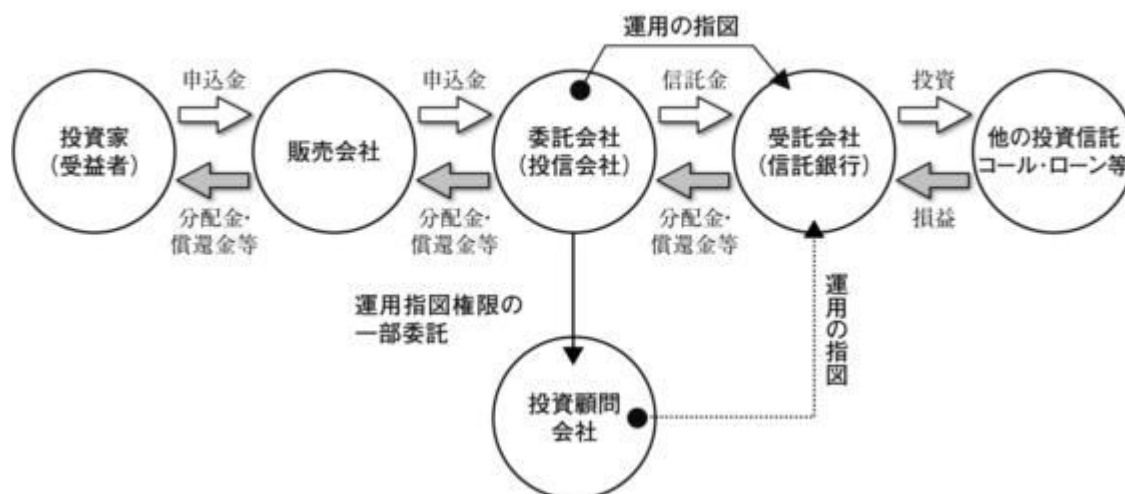 運用の指図
申込金
申込金
信託金
投資
投資家
(受益者)
販売会社
委託会社
(投信会社)
受託会社
(信託銀行)
他の投資信託
コール・ローン等
分配金・
償還金等
分配金・
償還金等
分配金・
償還金等
損益
運用指図権限の
一部委託
運用の指図
投資顧問
会社